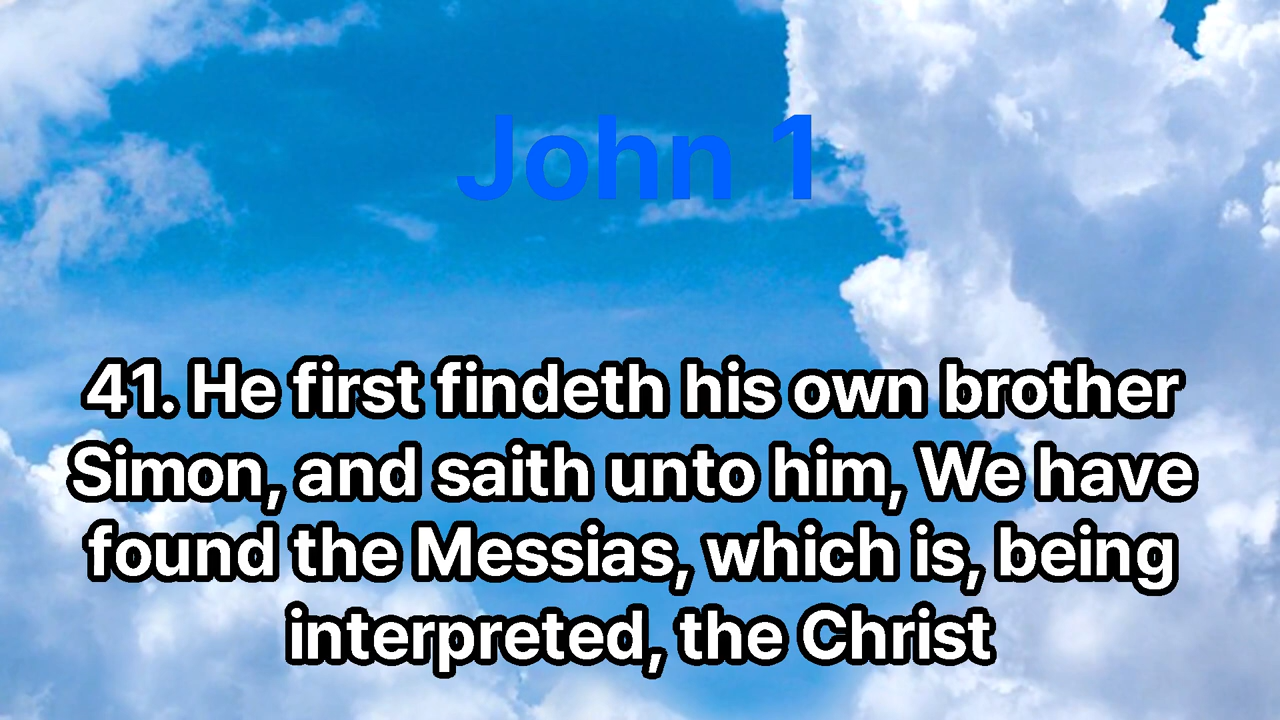 John 1
41. He first findeth his own brother
Simon, and saith unto him, We have
found the Messias, which is, being
interpreted, the Christ